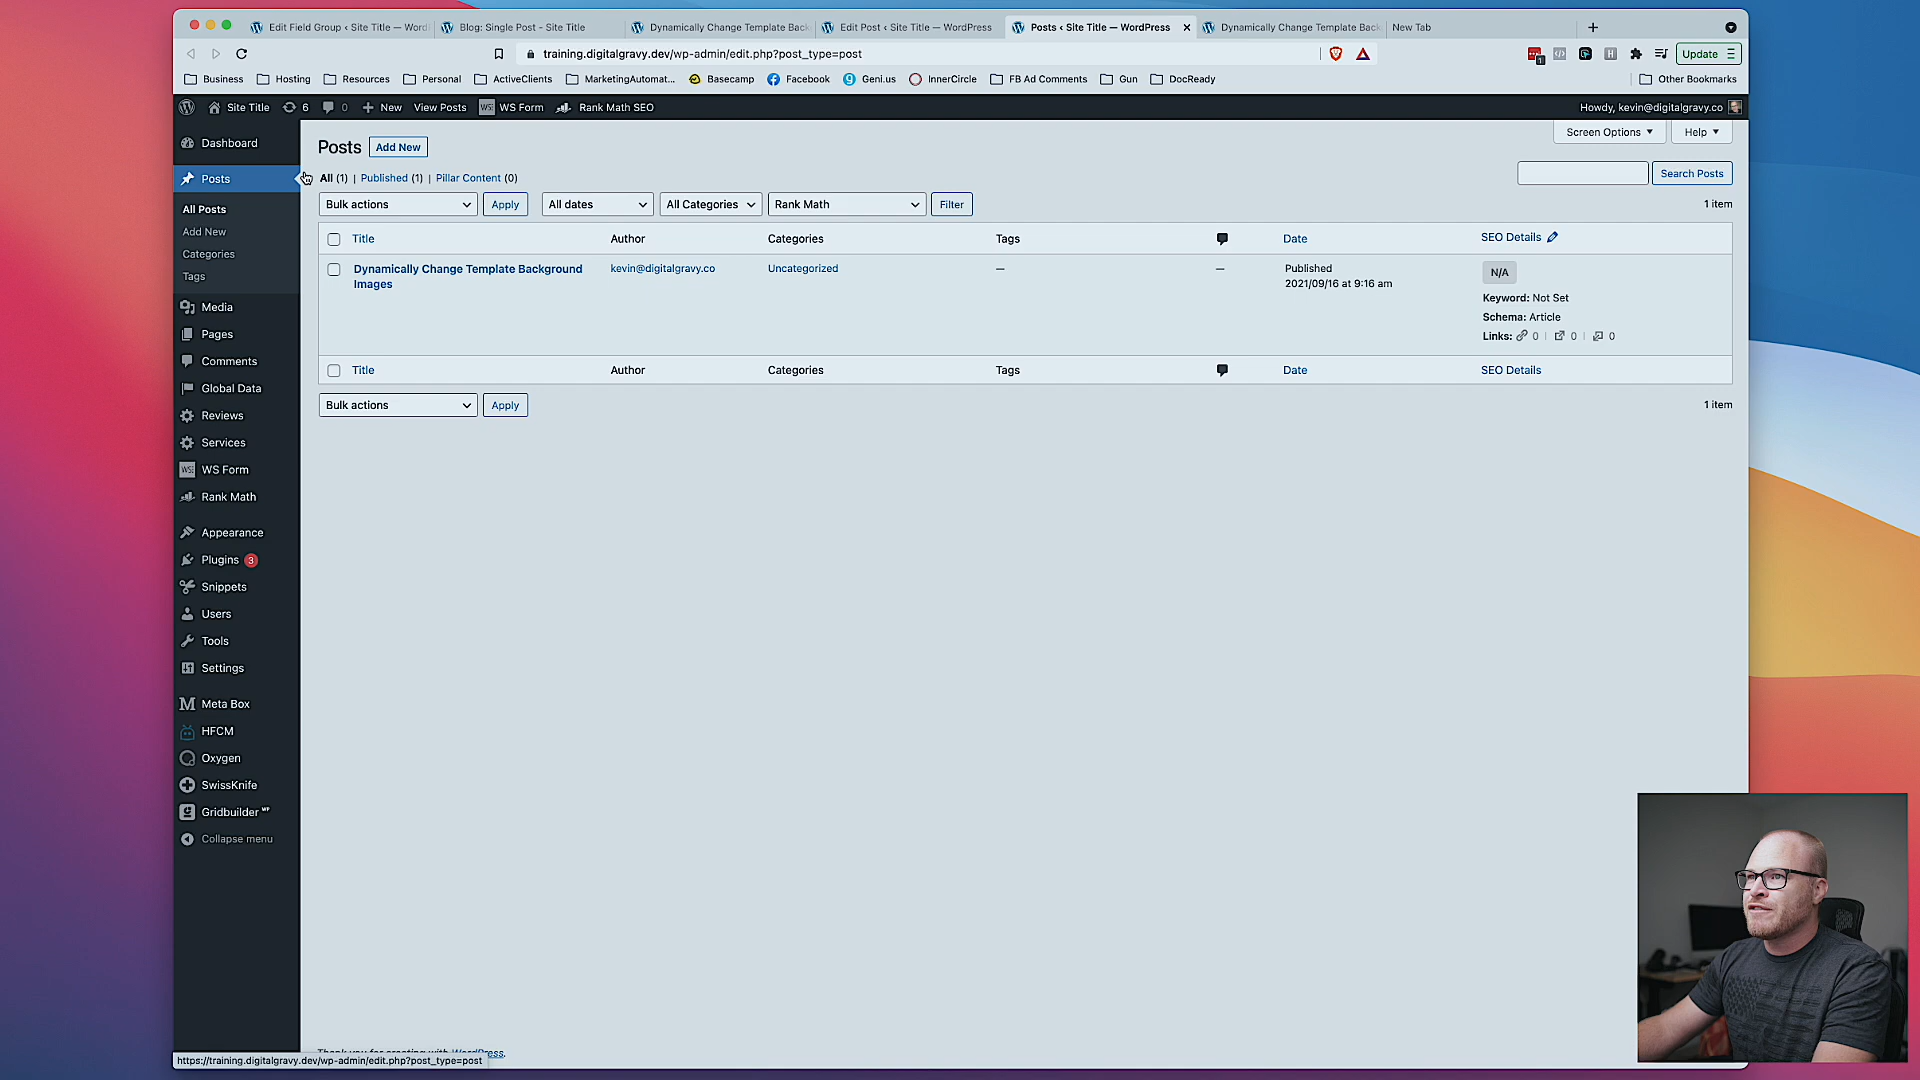 Edit Field Group ‹ Site Title — Word
Blog: Single Post - Site Title
Dynamically Change Template Back
Edit Post ‹ Site Title — WordPress
Posts ‹ Site Title — WordPress
Dynamically Change Template Back
New Tab
training.digitalgravy.dev/wp-admin/edit.php?post_type=post
Update
Business
Hosting
Resources
Personal
ActiveClients
MarketingAutomat...
Basecamp
Facebook
Geni.us
InnerCircle
FB Ad Comments
Gun
DocReady
Other Bookmarks
Site Title
6
0
New
View Posts
WS Form
Rank Math SEO
Howdy, kevin@digitalgravy.co
Dashboard
Posts
All Posts
Add New
Categories
Tags
Media
Pages
Comments
Global Data
Reviews
Services
WS Form
Rank Math
Appearance
Plugins 3
Snippets
Users
Tools
Settings
Meta Box
HFCM
Oxygen
SwissKnife
Gridbuilder WP
Collapse menu
Posts
Add New
Screen Options
Help
All (1) | Published (1) | Pillar Content (0)
Search Posts
Bulk actions
Apply
All dates
All Categories
Rank Math
Filter
1 item
Title
Author
Categories
Tags
Date
SEO Details
Dynamically Change Template Background
Images
kevin@digitalgravy.co
Uncategorized
—
—
Published
2021/09/16 at 9:16 am
N/A
Keyword: Not Set
Schema: Article
Links: 0 | 0 | 0
Title
Author
Categories
Tags
Date
SEO Details
Bulk actions
Apply
1 item
Thank you for creating with WordPress.
https://training.digitalgravy.dev/wp-admin/edit.php?post_type=post